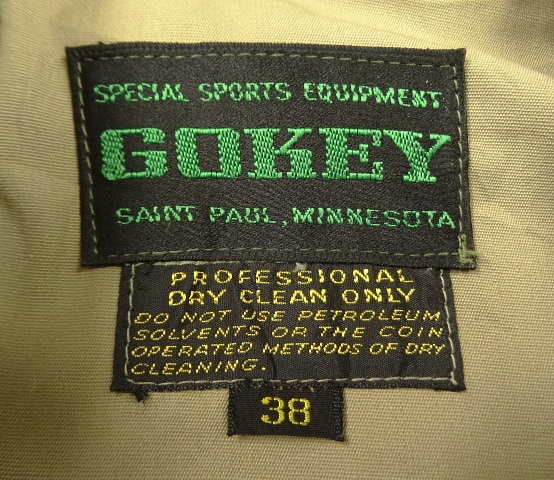 SPECIAL SPORTS EQUIPMENT
GOKEY
SAINT PAUL, MINNESOTA
PROFESSIONAL
DRY CLEAN ONLY
DO NOT USE PETROLEUM
SOLVENTS OR THE COIN
OPERATED METHODS OF DRY
CLEANING.
38